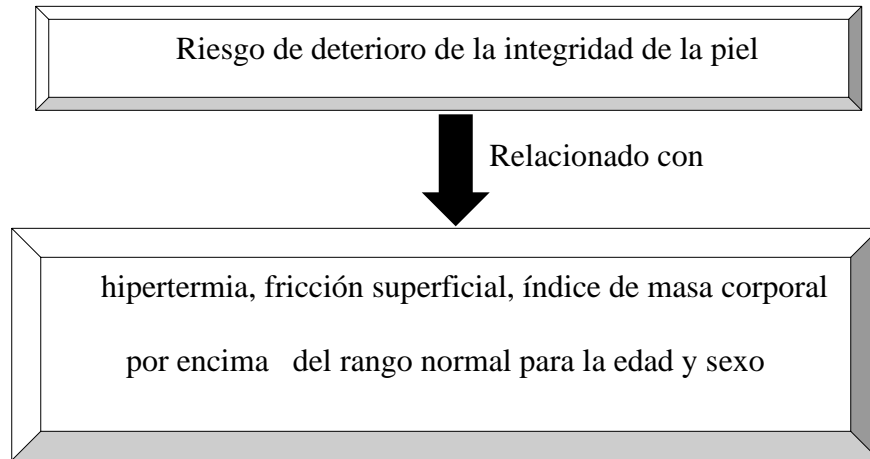 Riesgo de deterioro de la integridad de la piel
Relacionado con
hipertermia, fricción superficial, índice de masa corporal
por encima del rango normal para la edad y sexo